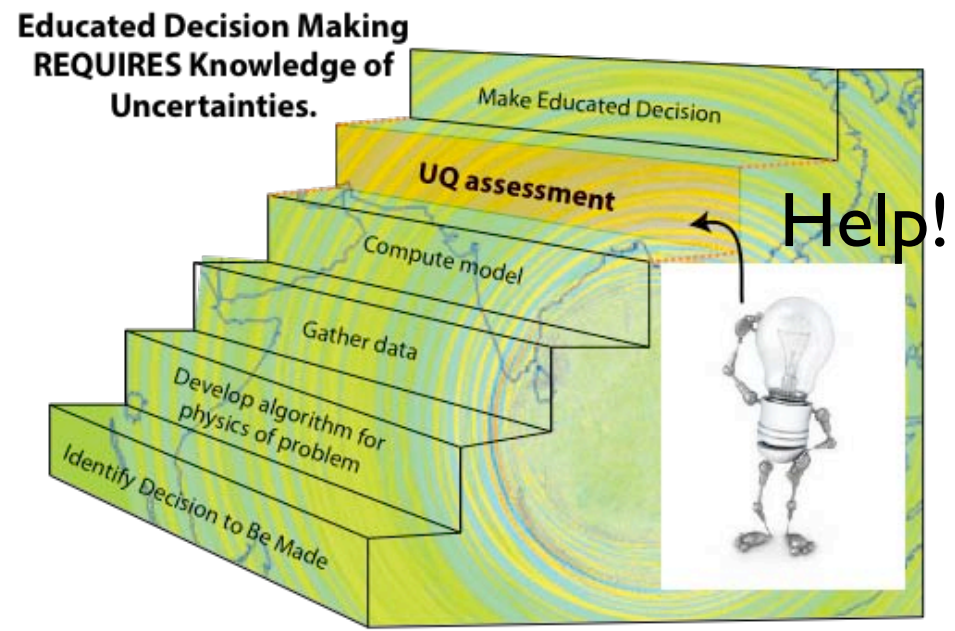 Educated Decision Making
REQUIRES Knowledge of
Uncertainties.
Make Educated Decision
UQ assessment
Help!
Compute model
Gather data
Develop algorithm for
physics of problem
Identify Decision to Be Made